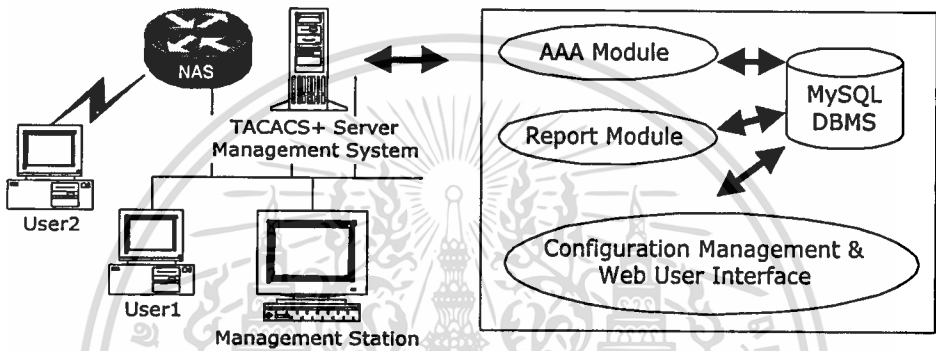 NAS
TACACS+ Server
Management System
User2
User1
Management Station
AAA Module
Report Module
MySQL
DBMS
Configuration Management &
Web User Interface